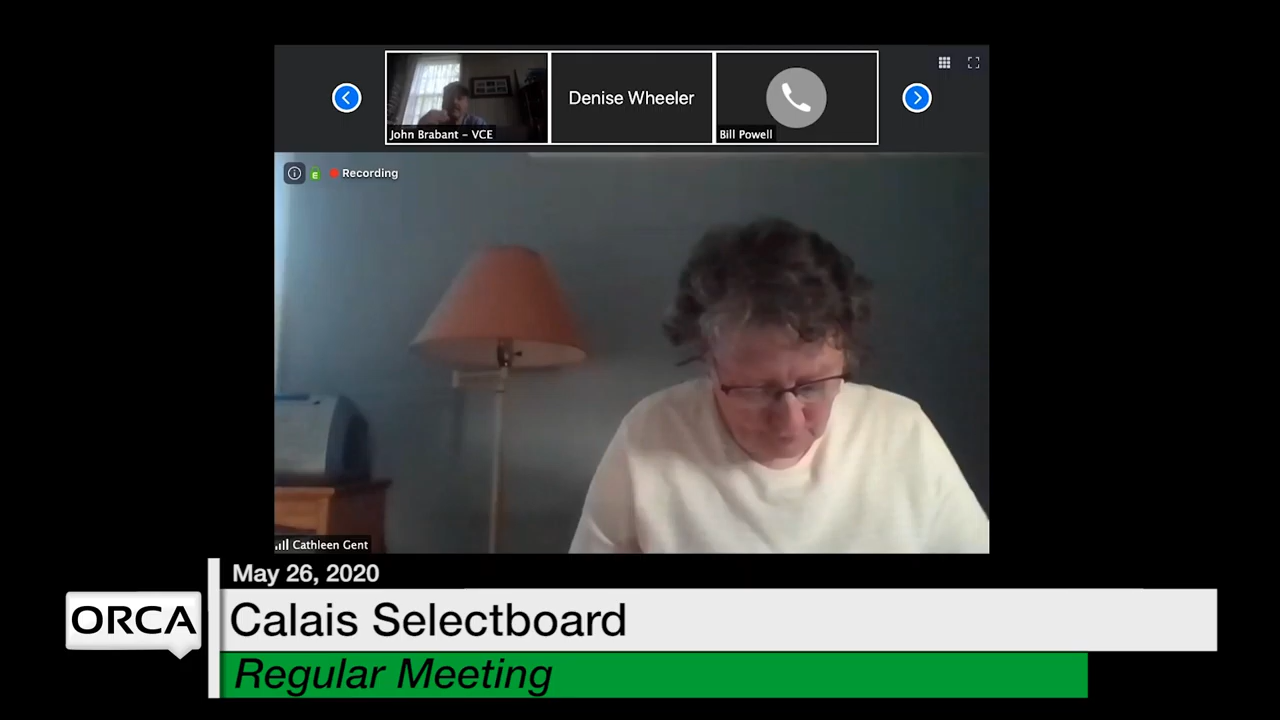 Denise Wheeler
John Brabant - VCE
Bill Powell
Recording
Cathleen Gent
May 26, 2020
ORCA
Calais Selectboard
Regular Meeting